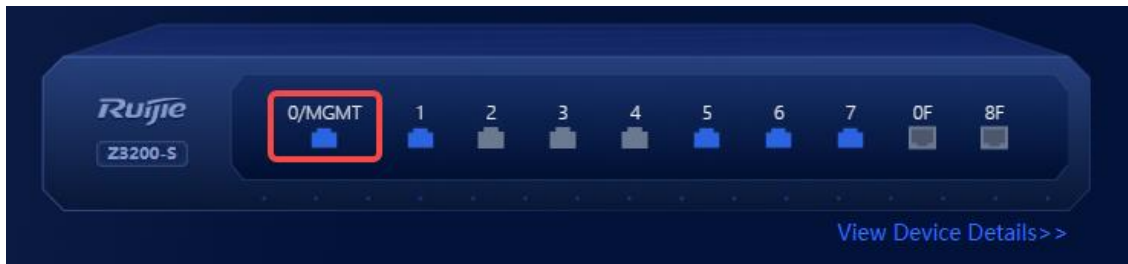 Ruijie
0/MGMT 1 2 3 4 5 6 7 0F 8F
Z3200-S
View Device Details>>